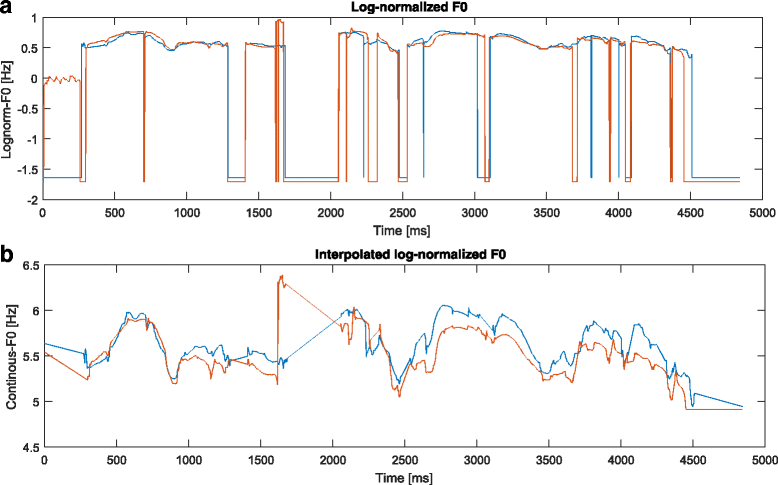 a
Log-normalized F0
Lognorm-F0 [Hz]
1
0.5
0
-0.5
-1
-1.5
-2
0 500 1000 1500 2000 2500 3000 3500 4000 4500 5000
Time [ms]
b
Interpolated log-normalized F0
Continous-F0 [Hz]
6.5
6
5.5
5
4.5
0 500 1000 1500 2000 2500 3000 3500 4000 4500 5000
Time [ms]